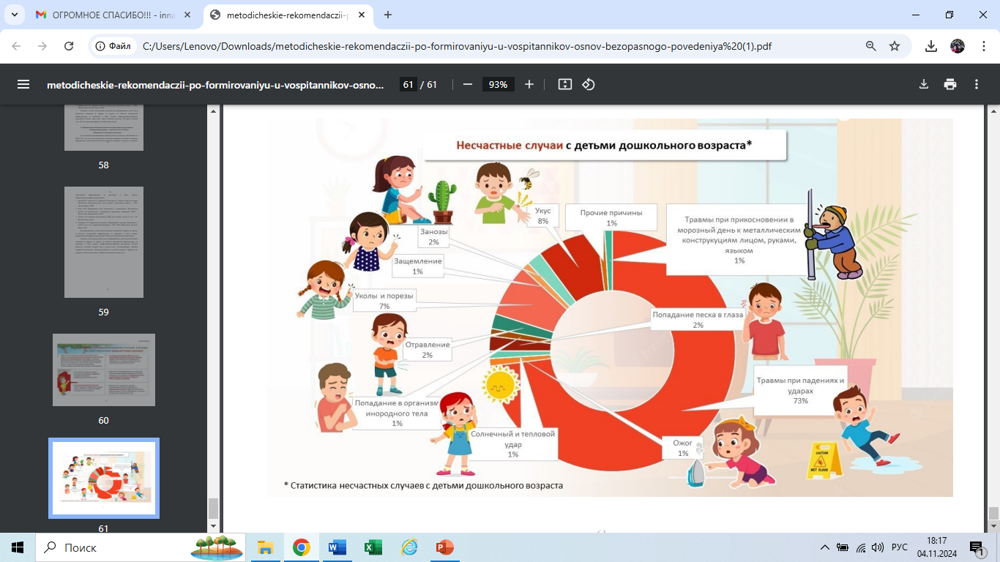 ОГРОМНОЕ СПАСИБО!!! - inna
metodicheskie-rekomendaczii-p
Файл
C:/Users/Lenovo/Downloads/metodicheskie-rekomendaczii-po-formirovaniyu-u-vospitannikov-osnov-bezopasnogo-povedeniya%20(1).pdf
metodicheskie-rekomendaczii-po-formirovaniyu-u-vospitannikov-osno...
61 / 61
93%
58
59
60
61
Несчастные случаи с детьми дошкольного возраста*
Укус
8%
Прочие причины
1%
Травмы при прикосновении в
морозный день к металлическим
конструкуциям лицом, руками,
языком
1%
Занозы
2%
Защемление
1%
Уколы и порезы
7%
Попадание песка в глаза
2%
Отравление
2%
Травмы при падениях и
ударах
73%
Попадание в организм
инородного тела
1%
Солнечный и тепловой
удар
1%
Ожог
1%
CAUTION
WET FLOOR
* Статистика несчастных случаев с детьми дошкольного возраста
Поиск
РУС
18:17
04.11.2024
1